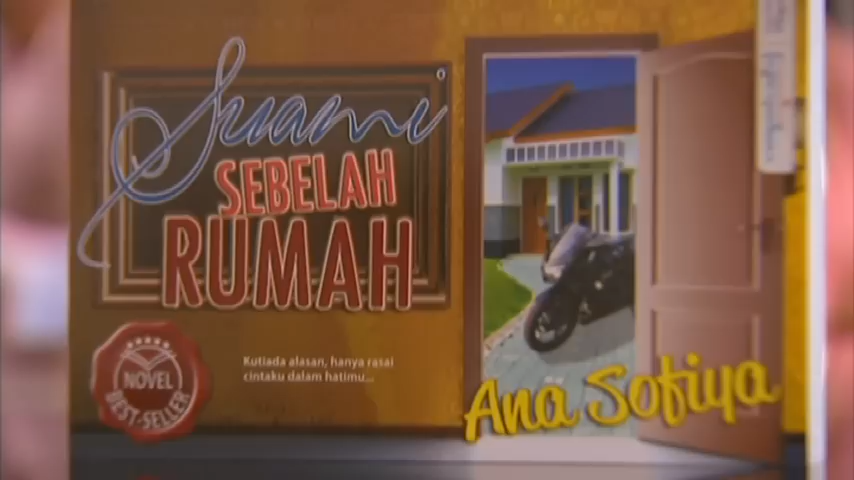 Suami
SEBELAH
RUMAH
NOVEL
BEST-SELLER
Kutiada alasan, hanya rasai
cintaku dalam hatimu...
Ana Sofiya